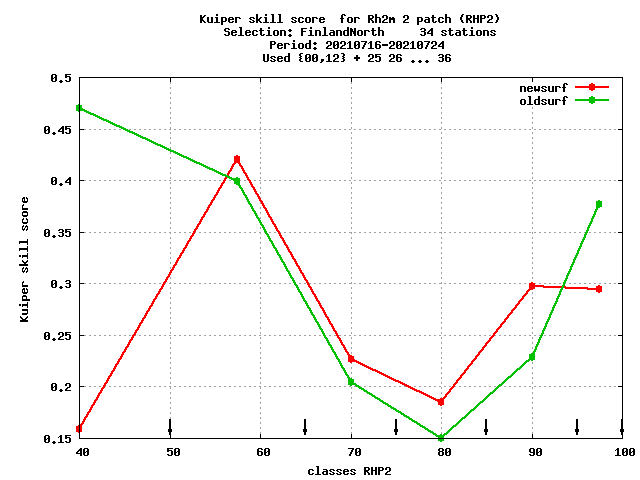 Kuiper skill score  for Rh2m 2 patch (RHP2)
Selection: FinlandNorth     34 stations
Period: 20210716-20210724
Used {00,12} + 25 26 ... 36
newsurf
oldsurf
0.5
0.45
0.4
0.35
0.3
0.25
0.2
0.15
Kuiper skill score
40 50 60 70 80 90 100
classes RHP2